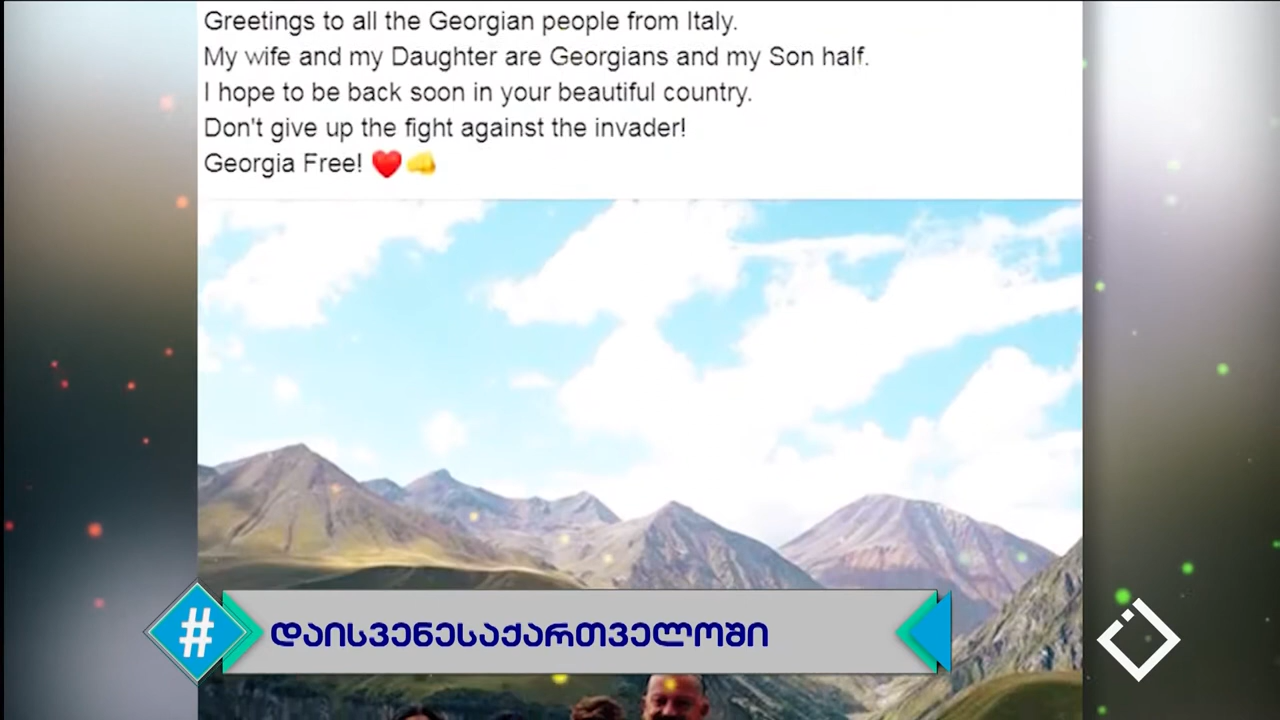 Greetings to all the Georgian people from Italy.
My wife and my Daughter are Georgians and my Son half.
I hope to be back soon in your beautiful country.
Don't give up the fight against the invader!
Georgia Free! ❤️👊
# დაისვენესაქართველოში